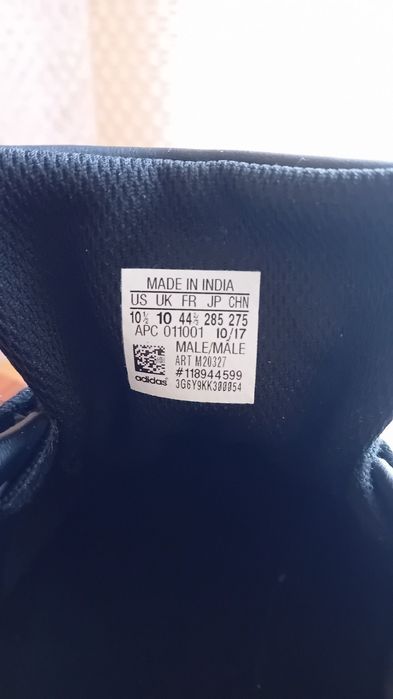 MADE IN INDIA
US UK FR JP CHN
10½ 10 44⅔ 285 275
APC 011001 10/17
MALE/MALE
ART M20327
#118944599
adidas 3G6Y9KK300054